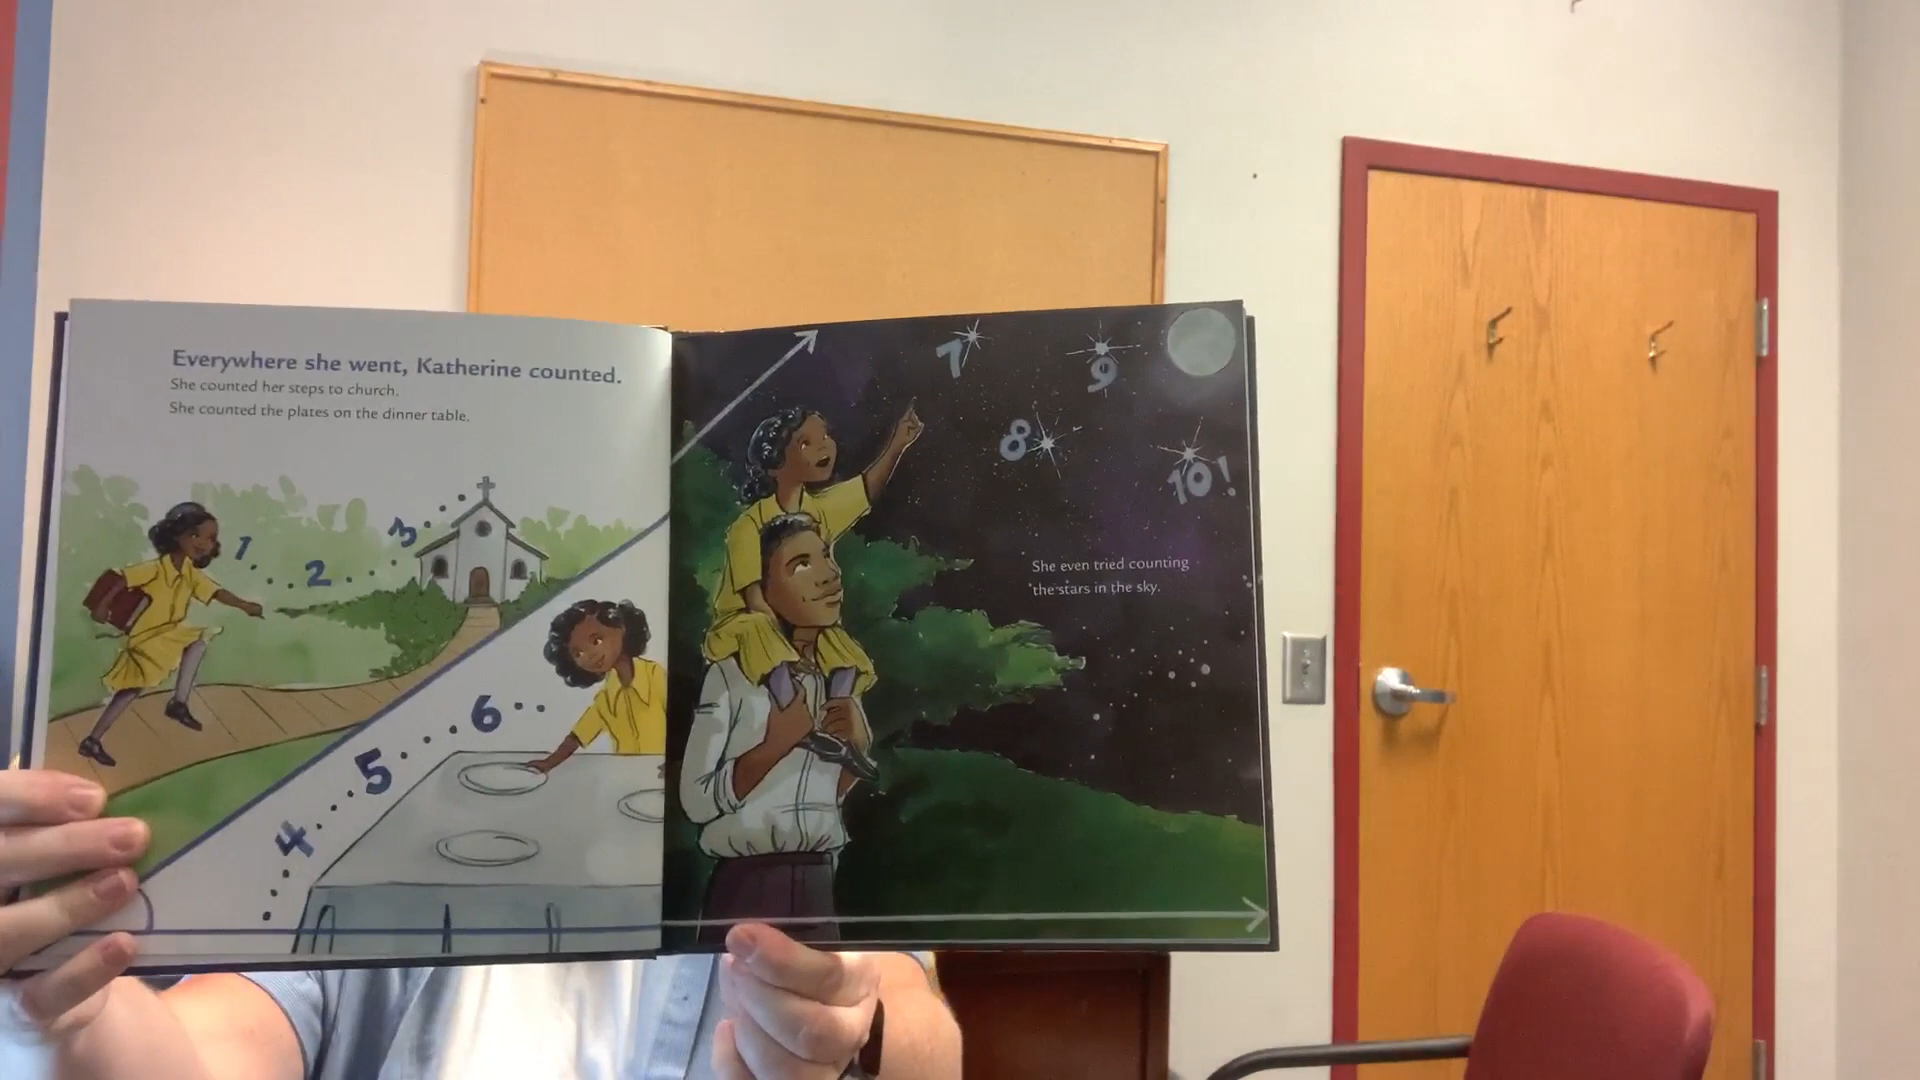 Everywhere she went, Katherine counted.
She counted her steps to church.
She counted the plates on the dinner table.
1
2
3
4
5
6
7
8
9
10!
She even tried counting
the stars in the sky.